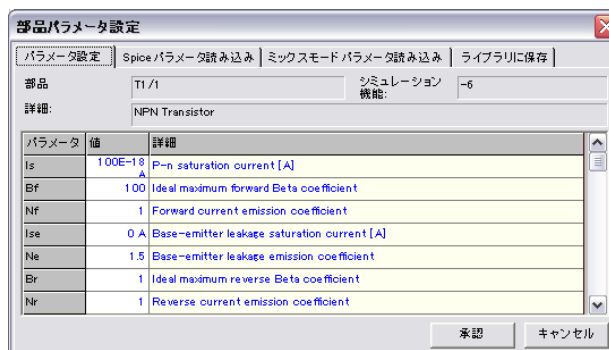 部品パラメータ設定
パラメータ設定 Spice パラメータ読み込み ミックスモード パラメータ読み込み ライブラリに保存
部品 T1/1 シミュレーション機能: -6
詳細: NPN Transistor
パラメータ 値 詳細
Is 100E-18 A P-n saturation current [A]
Bf 100 Ideal maximum forward Beta coefficient
Nf 1 Forward current emission coefficient
Ise 0 A Base-emitter leakage saturation current [A]
Ne 1.5 Base-emitter leakage emission coefficient
Br 1 Ideal maximum reverse Beta coefficient
Nr 1 Reverse current emission coefficient
承認 キャンセル